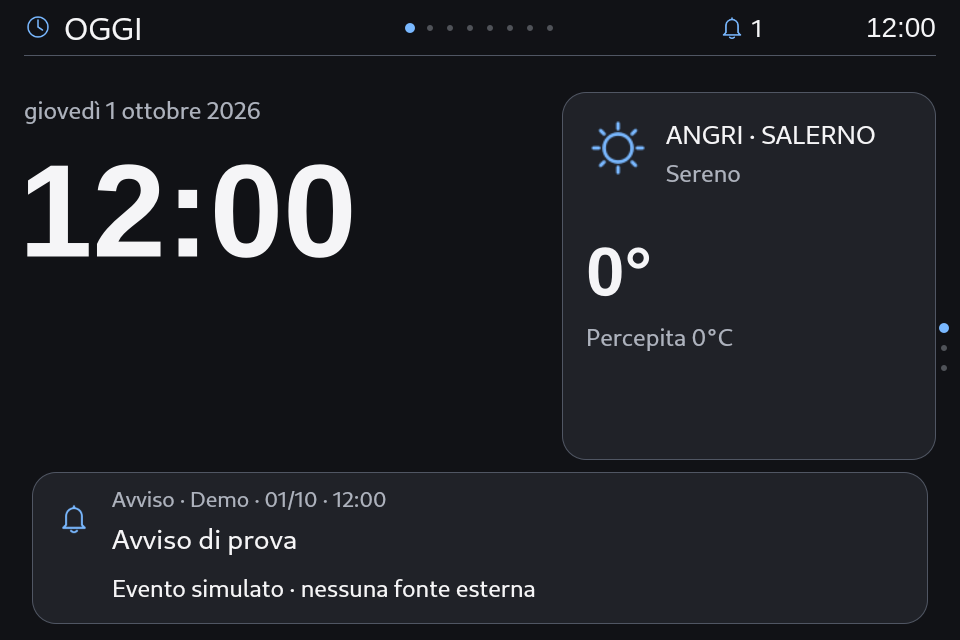 OGGI
1
12:00
giovedì 1 ottobre 2026
12:00
ANGRI · SALERNO
Sereno
0°
Percepita 0°C
Avviso · Demo · 01/10 · 12:00
Avviso di prova
Evento simulato · nessuna fonte esterna